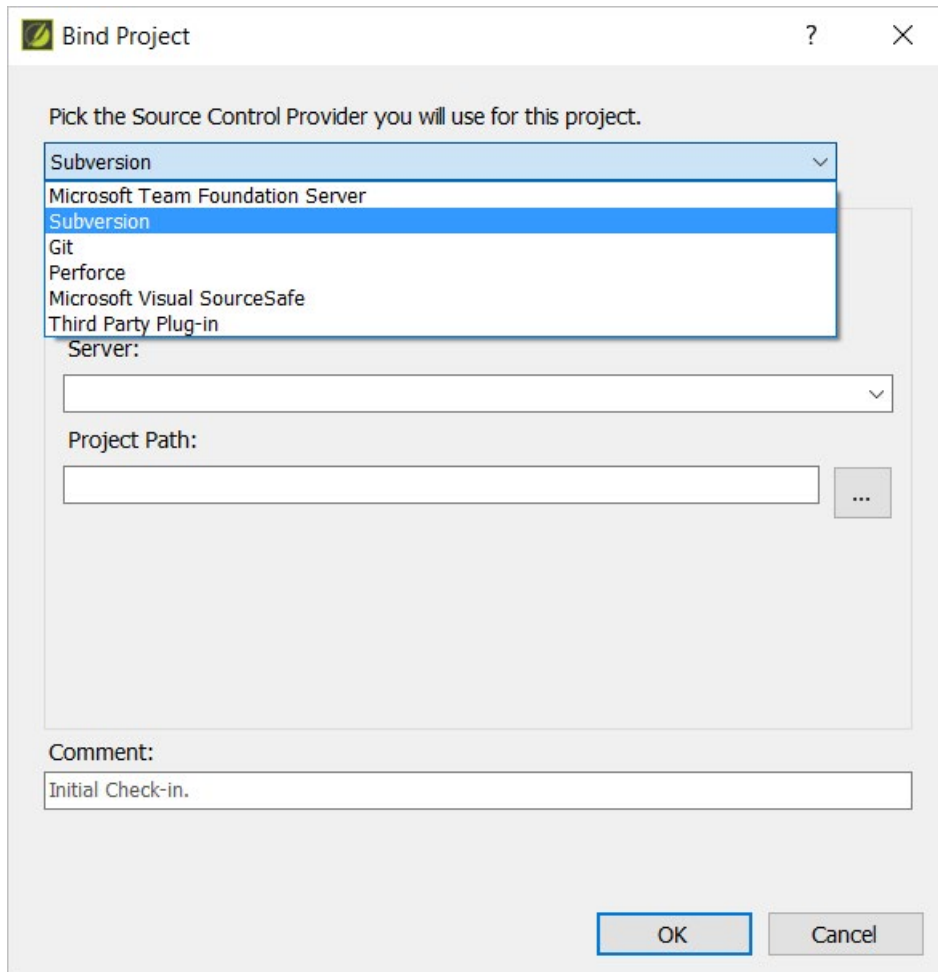 Bind Project
?
Pick the Source Control Provider you will use for this project.
Subversion
Microsoft Team Foundation Server
Subversion
Git
Perforce
Microsoft Visual SourceSafe
Third Party Plug-in
Server:
Project Path:
...
Comment:
Initial Check-in.
OK Cancel